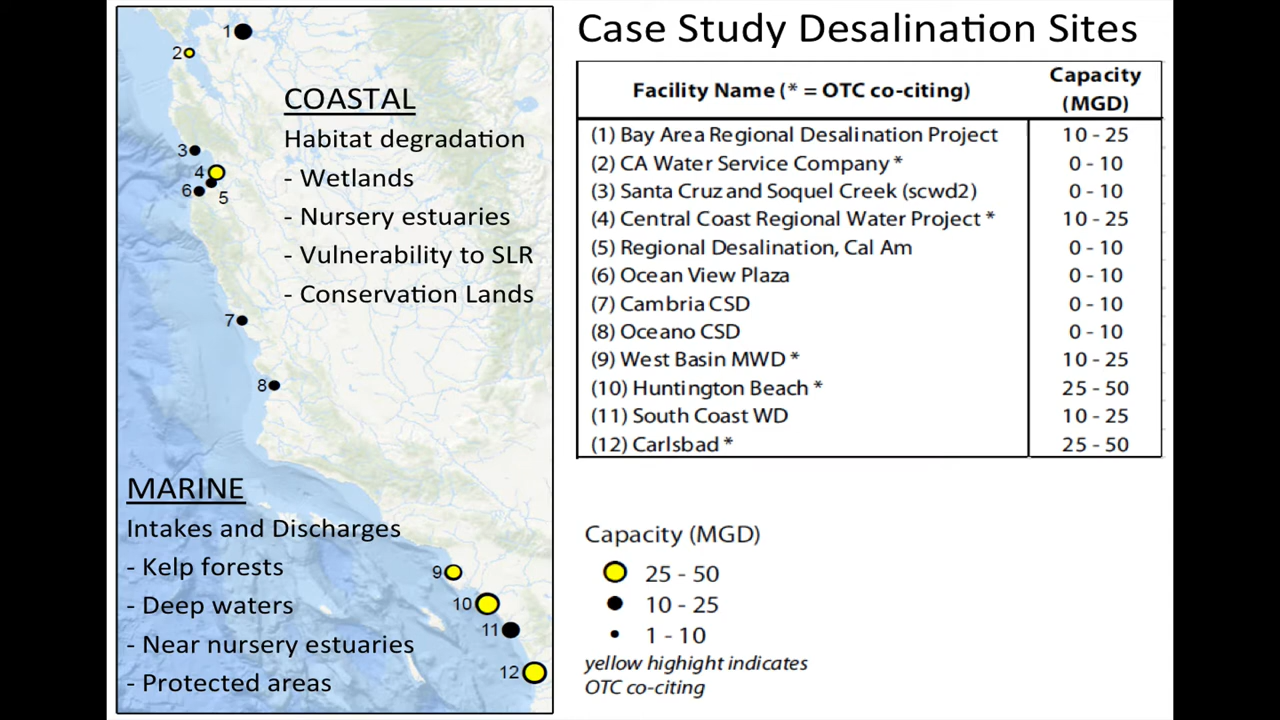 Case Study Desalination Sites
1
2
3
4
5
6
7
8
9
10
11
12
COASTAL
Habitat degradation
- Wetlands
- Nursery estuaries
- Vulnerability to SLR
- Conservation Lands
MARINE
Intakes and Discharges
- Kelp forests
- Deep waters
- Near nursery estuaries
- Protected areas
Facility Name (* = OTC co-citing) Capacity (MGD)
(1) Bay Area Regional Desalination Project 10 - 25
(2) CA Water Service Company * 0 - 10
(3) Santa Cruz and Soquel Creek (scwd2) 0 - 10
(4) Central Coast Regional Water Project * 10 - 25
(5) Regional Desalination, Cal Am 0 - 10
(6) Ocean View Plaza 0 - 10
(7) Cambria CSD 0 - 10
(8) Oceano CSD 0 - 10
(9) West Basin MWD * 10 - 25
(10) Huntington Beach * 25 - 50
(11) South Coast WD 10 - 25
(12) Carlsbad * 25 - 50
Capacity (MGD)
25 - 50
10 - 25
1 - 10
yellow highight indicates
OTC co-citing